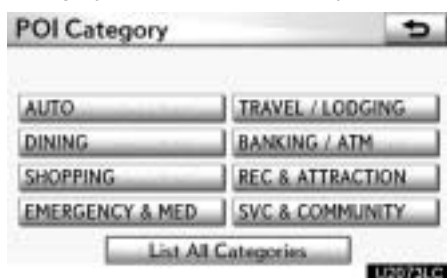 POI Category
AUTO
TRAVEL / LODGING
DINING
BANKING / ATM
SHOPPING
REC & ATTRACTION
EMERGENCY & MED
SVC & COMMUNITY
List All Categories